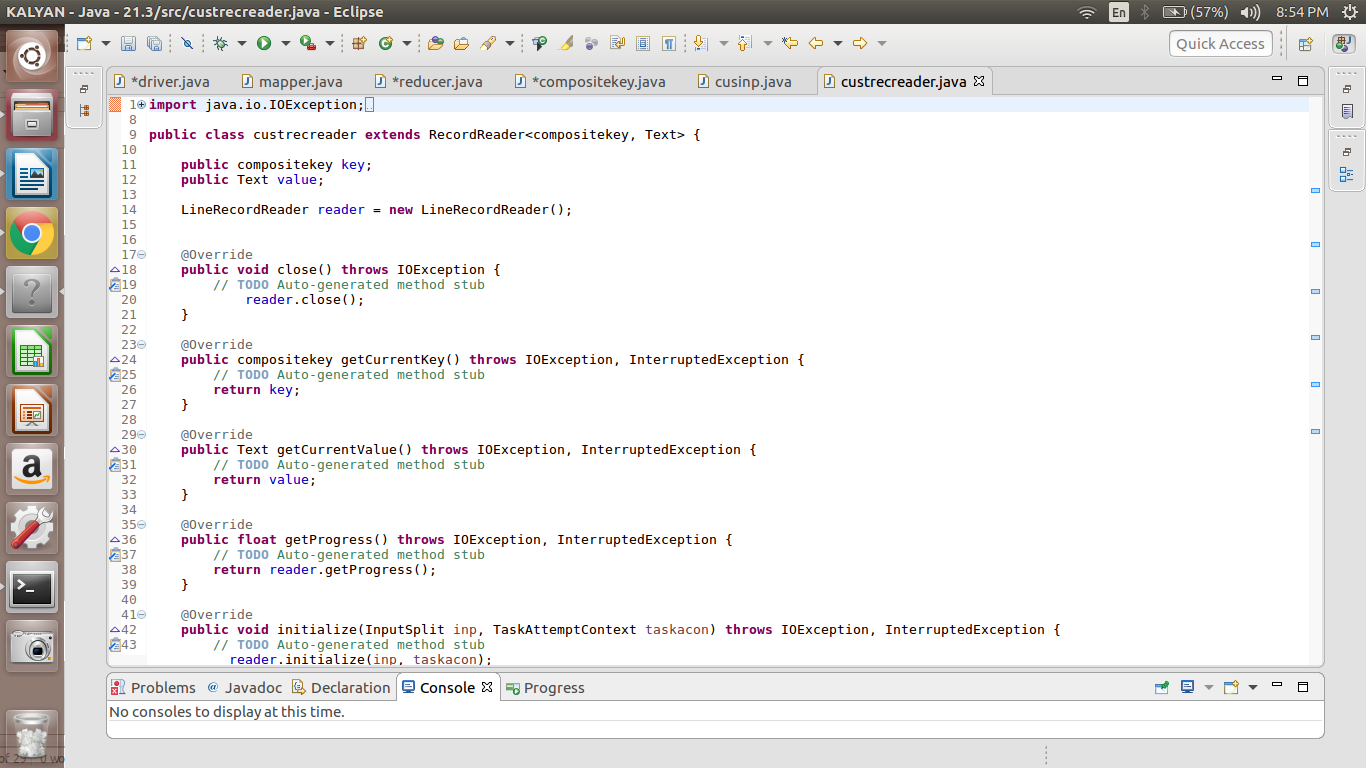 KALYAN - Java - 21.3/src/custrecreader.java - Eclipse
En
(57%)
8:54 PM
Quick Access
*driver.java
mapper.java
*reducer.java
*compositekey.java
cusinp.java
custrecreader.java
1 import java.io.IOException;
8
9 public class custrecreader extends RecordReader<compositekey, Text> {
10
11     public compositekey key;
12     public Text value;
13
14     LineRecordReader reader = new LineRecordReader();
15
16
17     @Override
18     public void close() throws IOException {
19         // TODO Auto-generated method stub
20             reader.close();
21     }
22
23     @Override
24     public compositekey getCurrentKey() throws IOException, InterruptedException {
25         // TODO Auto-generated method stub
26         return key;
27     }
28
29     @Override
30     public Text getCurrentValue() throws IOException, InterruptedException {
31         // TODO Auto-generated method stub
32         return value;
33     }
34
35     @Override
36     public float getProgress() throws IOException, InterruptedException {
37         // TODO Auto-generated method stub
38         return reader.getProgress();
39     }
40
41     @Override
42     public void initialize(InputSplit inp, TaskAttemptContext taskacon) throws IOException, InterruptedException {
43         // TODO Auto-generated method stub
           reader.initialize(inp, taskacon);
Problems
@ Javadoc
Declaration
Console
Progress
No consoles to display at this time.